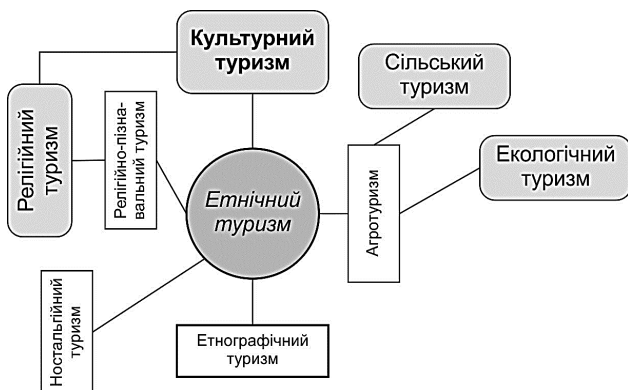 Культурний
туризм
Сільський
туризм
Релігійний
туризм
Релігійно-пізна-
вальний туризм
Екологічний
туризм
Етнічний
туризм
Агротуризм
Ностальгійний
туризм
Етнографічний
туризм